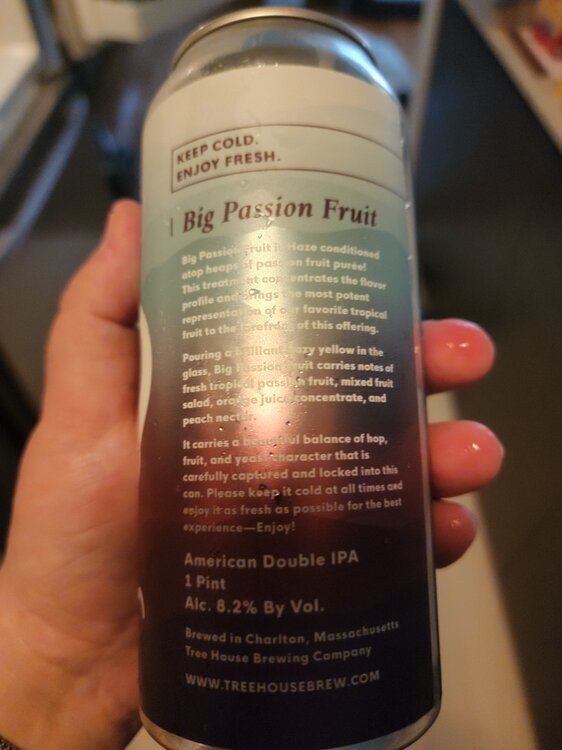 KEEP COLD.
ENJOY FRESH.
Big Passion Fruit
Big Passion Fruit is Haze conditioned
atop heaps of passion fruit purée!
This treatment concentrates the flavor
profile and brings the most potent
representation of our favorite tropical
fruit to the forefront of this offering.
Pouring a brilliant hazy yellow in the
glass, Big Passion Fruit carries notes of
fresh tropical passion fruit, mixed fruit
salad, orange juice concentrate, and
peach nectar.
It carries a beautiful balance of hop,
fruit, and yeast character that is
carefully captured and locked into this
can. Please keep it cold at all times and
enjoy it as fresh as possible for the best
experience—Enjoy!
American Double IPA
1 Pint
Alc. 8.2% By Vol.
Brewed in Charlton, Massachusetts
Tree House Brewing Company
WWW.TREEHOUSEBREW.COM